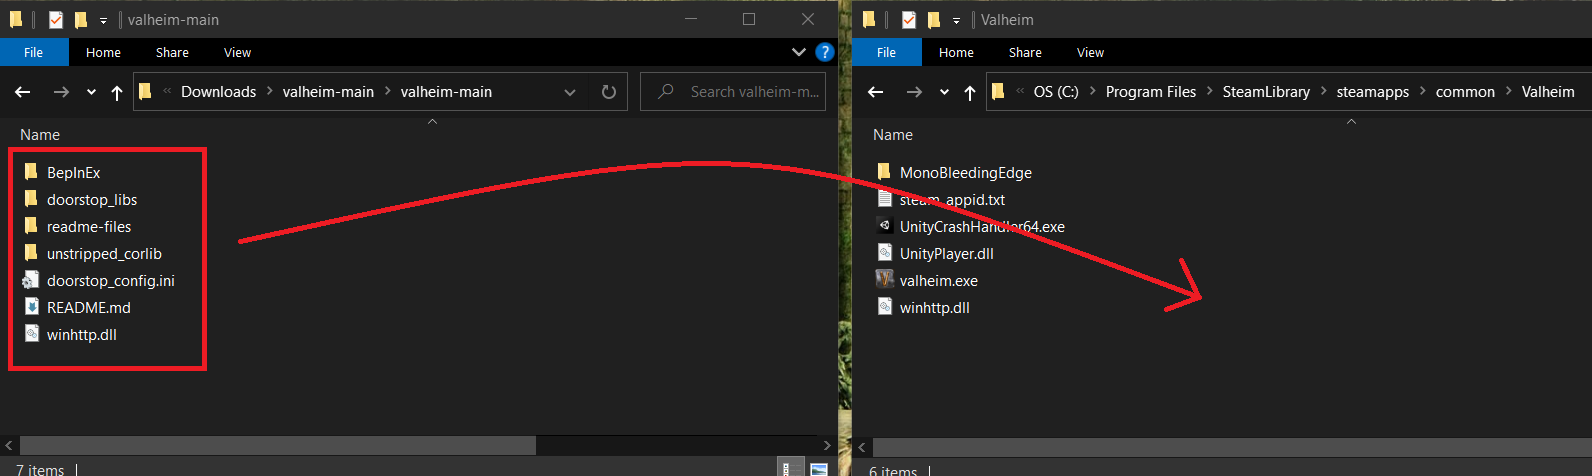 valheim-main
File Home Share View
« Downloads > valheim-main > valheim-main
Search valheim-m...
Name
BepInEx
doorstop_libs
readme-files
unstripped_corlib
doorstop_config.ini
README.md
winhttp.dll
7 items
Valheim
File Home Share View
« OS (C:) > Program Files > SteamLibrary > steamapps > common > Valheim
Name
MonoBleedingEdge
steam_appid.txt
UnityCrashHandler64.exe
UnityPlayer.dll
valheim.exe
winhttp.dll
6 items